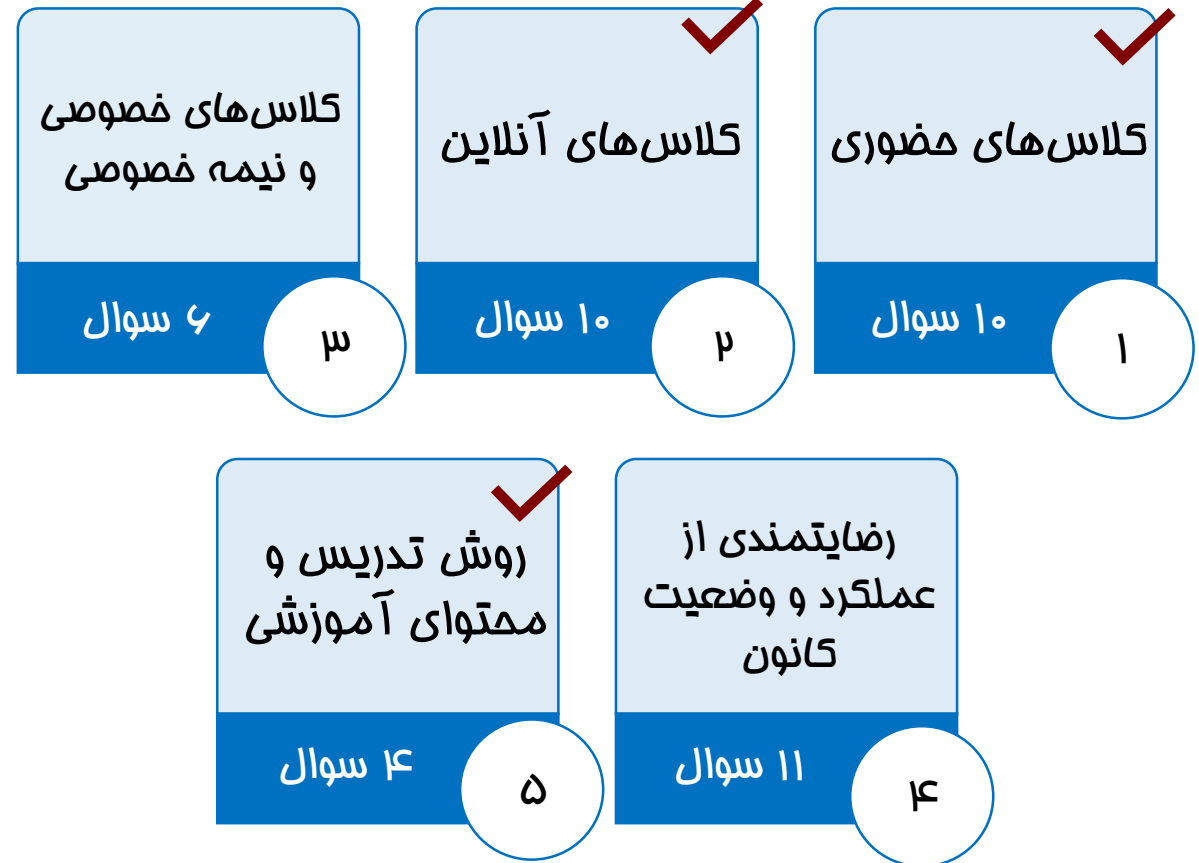 کلاس‌های حضوری
۱۰ سوال
۱
کلاس‌های آنلاین
۱۰ سوال
۲
کلاس‌های خصوصی
و نیمه خصوصی
۶ سوال
۳
رضایتمندی از
عملکرد و وضعیت
کانون
۱۱ سوال
۴
روش تدریس و
محتوای آموزشی
۴ سوال
۵